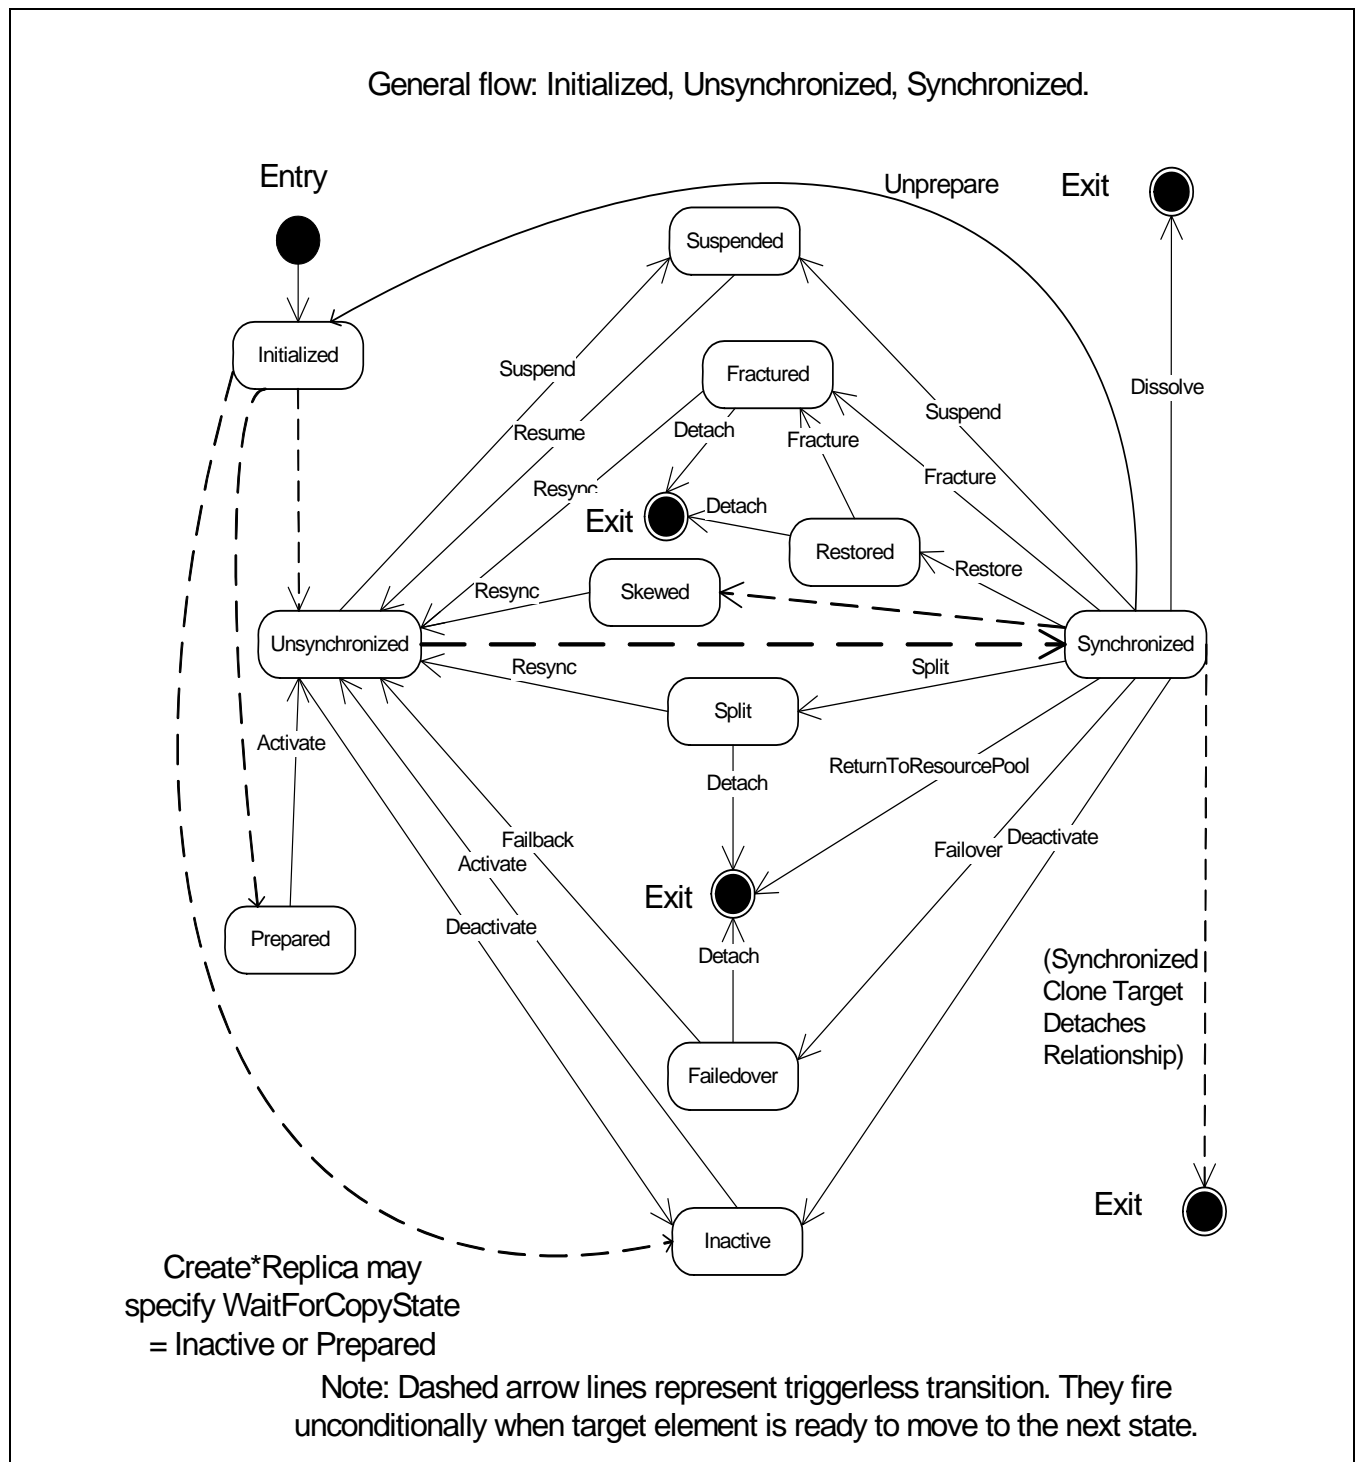 General flow: Initialized, Unsynchronized, Synchronized.
Entry
Unprepare
Exit
Suspended
Initialized
Suspend
Fractured
Dissolve
Suspend
Resume
Detach
Fracture
Fracture
Resync
Detach
Exit
Restored
Restore
Resync
Skewed
Unsynchronized
Synchronized
Resync
Split
Split
Activate
Detach
ReturnToResourcePool
Failback
Activate
Failover
Deactivate
Exit
Deactivate
Prepared
Detach
(Synchronized
Clone Target
Detaches
Relationship)
Failedover
Exit
Inactive
Create*Replica may
specify WaitForCopyState
= Inactive or Prepared
Note: Dashed arrow lines represent triggerless transition. They fire
unconditionally when target element is ready to move to the next state.